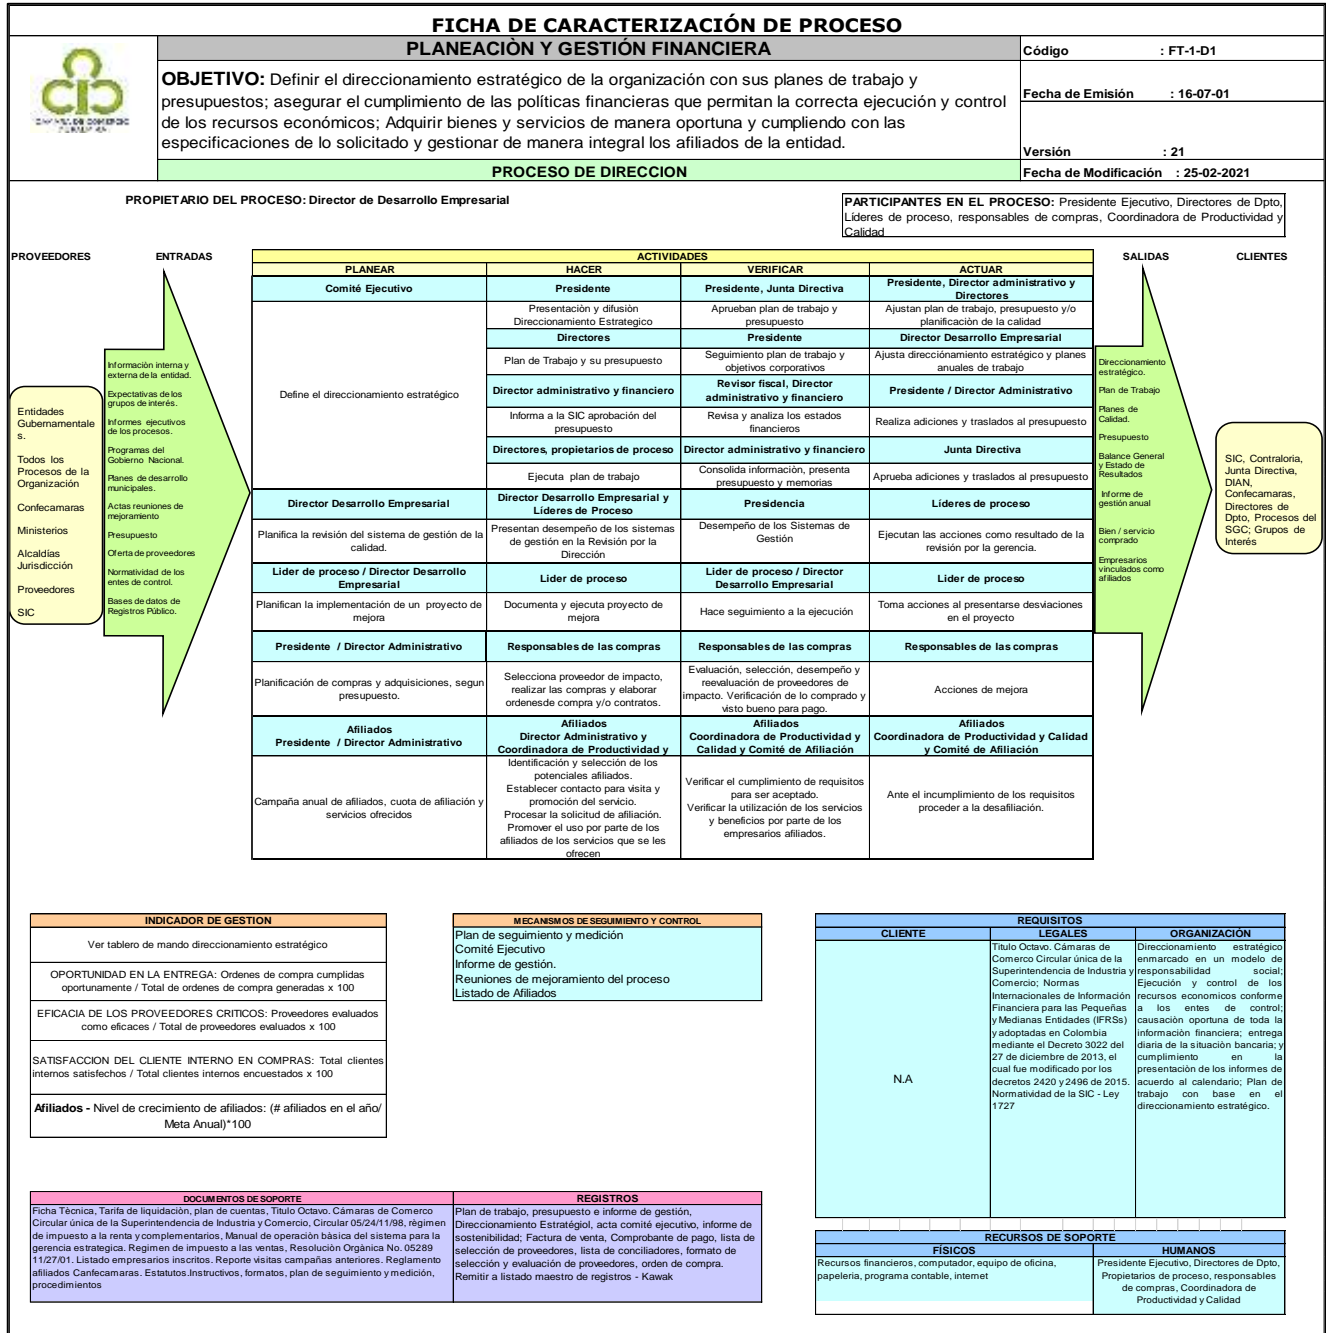 FICHA DE CARACTERIZACIÓN DE PROCESO
PLANEACIÒN Y GESTIÓN FINANCIERA
Código : FT-1-D1
OBJETIVO: Definir el direccionamiento estratégico de la organización con sus planes de trabajo y
presupuestos; asegurar el cumplimiento de las políticas financieras que permitan la correcta ejecución y control
de los recursos económicos; Adquirir bienes y servicios de manera oportuna y cumpliendo con las
especificaciones de lo solicitado y gestionar de manera integral los afiliados de la entidad.
Fecha de Emisión : 16-07-01
Versión : 21
PROCESO DE DIRECCION
Fecha de Modificación : 25-02-2021
PROPIETARIO DEL PROCESO: Director de Desarrollo Empresarial
PARTICIPANTES EN EL PROCESO: Presidente Ejecutivo, Directores de Dpto,
Líderes de proceso, responsables de compras, Coordinadora de Productividad y
Calidad
PROVEEDORES
ENTRADAS
ACTIVIDADES
SALIDAS
CLIENTES
Entidades
Gubernamentale
s.
Todos los
Procesos de la
Organización
Confecamaras
Ministerios
Alcaldías
Jurisdicción
Proveedores
SIC
Informaciòn interna y
externa de la entidad.
Expectativas de los
grupos de interés.
Informes ejecutivos
de los procesos.
Programas del
Gobierno Nacional.
Planes de desarrollo
municipales.
Actas reuniones de
mejoramiento
Presupuesto
Oferta de proveedores
Normatividad de los
entes de control.
Bases de datos de
Registros Público.
PLANEAR
HACER
VERIFICAR
ACTUAR
Comité Ejecutivo
Presidente
Presidente, Junta Directiva
Presidente, Director administrativo y
Directores
Define el direccionamiento estratégico
Presentaciòn y difusiòn
Direccionamiento Estrategico
Aprueban plan de trabajo y
presupuesto
Ajustan plan de trabajo, presupuesto y/o
planificaciòn de la calidad
Directores
Presidente
Director Desarrollo Empresarial
Plan de Trabajo y su presupuesto
Seguimiento plan de trabajo y
objetivos corporativos
Ajusta direcciónamiento estratégico y planes
anuales de trabajo
Director administrativo y financiero
Revisor fiscal, Director
administrativo y financiero
Presidente / Director Administrativo
Informa a la SIC aprobación del
presupuesto
Revisa y analiza los estados
financieros
Realiza adiciones y traslados al presupuesto
Directores, propietarios de proceso
Director administrativo y financiero
Junta Directiva
Ejecuta plan de trabajo
Consolida informaciòn, presenta
presupuesto y memorias
Aprueba adiciones y traslados al presupuesto
Director Desarrollo Empresarial
Director Desarrollo Empresarial y
Líderes de Proceso
Presidencia
Líderes de proceso
Planifica la revisión del sistema de gestión de la
calidad.
Presentan desempeño de los sistemas
de gestión en la Revisión por la
Dirección
Desempeño de los Sistemas de
Gestión
Ejecutan las acciones como resultado de la
revisión por la gerencia.
Lider de proceso / Director Desarrollo
Empresarial
Lider de proceso
Lider de proceso / Director
Desarrollo Empresarial
Lider de proceso
Planifican la implementación de un proyecto de
mejora
Documenta y ejecuta proyecto de
mejora
Hace seguimiento a la ejecución
Toma acciones al presentarse desviaciones
en el proyecto
Presidente / Director Administrativo
Responsables de las compras
Responsables de las compras
Responsables de las compras
Planificación de compras y adquisiciones, segun
presupuesto.
Selecciona proveedor de impacto,
realizar las compras y elaborar
ordenesde compra y/o contratos.
Evaluación, selección, desempeño y
reevaluación de proveedores de
impacto. Verificación de lo comprado y
visto bueno para pago.
Acciones de mejora
Afiliados
Presidente / Director Administrativo
Afiliados
Director Administrativo y
Coordinadora de Productividad y
Afiliados
Coordinadora de Productividad y
Calidad y Comité de Afiliación
Afiliados
Coordinadora de Productividad y Calidad
y Comité de Afiliación
Campaña anual de afiliados, cuota de afiliación y
servicios ofrecidos
Identificación y selección de los
potenciales afiliados.
Establecer contacto para visita y
promoción del servicio.
Procesar la solicitud de afiliación.
Promover el uso por parte de los
afiliados de los servicios que se les
ofrecen
Verificar el cumplimiento de requisitos
para ser aceptado.
Verificar la utilización de los servicios
y beneficios por parte de los
empresarios afiliados.
Ante el incumplimiento de los requisitos
proceder a la desafiliación.
Direccionamiento
estratégico.
Plan de Trabajo
Planes de
Calidad.
Presupuesto
Balance General
y Estado de
Resultados
Informe de
gestión anual
Bien / servicio
comprado
Empresarios
vinculados como
afiliados
SIC, Contraloria,
Junta Directiva,
DIAN,
Confecamaras,
Directores de
Dpto, Procesos del
SGC; Grupos de
Interés
INDICADOR DE GESTION
Ver tablero de mando direccionamiento estratégico
OPORTUNIDAD EN LA ENTREGA: Ordenes de compra cumplidas
oportunamente / Total de ordenes de compra generadas x 100
EFICACIA DE LOS PROVEEDORES CRITICOS: Proveedores evaluados
como eficaces / Total de proveedores evaluados x 100
SATISFACCION DEL CLIENTE INTERNO EN COMPRAS: Total clientes
internos satisfechos / Total clientes internos encuestados x 100
Afiliados - Nivel de crecimiento de afiliados: (# afiliados en el año/
Meta Anual)*100
MECANISMOS DE SEGUIMIENTO Y CONTROL
Plan de seguimiento y medición
Comité Ejecutivo
Informe de gestión.
Reuniones de mejoramiento del proceso
Listado de Afiliados
REQUISITOS
CLIENTE
LEGALES
ORGANIZACIÓN
N.A
Titulo Octavo. Cámaras de
Comerco Circular única de la
Superintendencia de Industria y
Comercio; Normas
Internacionales de Información
Financiera para las Pequeñas
y Medianas Entidades (IFRSs)
y adoptadas en Colombia
mediante el Decreto 3022 del
27 de diciembre de 2013, el
cual fue modificado por los
decretos 2420 y 2496 de 2015.
Normatividad de la SIC - Ley
1727
Direccionamiento estratégico
enmarcado en un modelo de
responsabilidad social;
Ejecución y control de los
recursos economicos conforme
a los entes de control;
causaciòn oportuna de toda la
informaciòn financiera; entrega
diaria de la situaciòn bancaria; y
cumplimiento en la
presentaciòn de los informes de
acuerdo al calendario; Plan de
trabajo con base en el
direccionamiento estratégico.
DOCUMENTOS DE SOPORTE
Ficha Tècnica, Tarifa de liquidaciòn, plan de cuentas, Titulo Octavo. Cámaras de Comerco
Circular única de la Superintendencia de Industria y Comercio, Circular 05/24/11/98, règimen
de impuesto a la renta y complementarios, Manual de operaciòn bàsica del sistema para la
gerencia estrategica. Regimen de impuesto a las ventas, Resoluciòn Orgànica No. 05289
11/27/01. Listado empresarios inscritos. Reporte visitas campañas anteriores. Reglamento
afiliados Canfecamaras. Estatutos.Instructivos, formatos, plan de seguimiento y medición,
procedimientos
REGISTROS
Plan de trabajo, presupuesto e informe de gestión,
Direccionamiento Estratégiol, acta comité ejecutivo, informe de
sostenibilidad; Factura de venta, Comprobante de pago, lista de
selección de proveedores, lista de conciliadores, formato de
selección y evaluación de proveedores, orden de compra.
Remitir a listado maestro de registros - Kawak
RECURSOS DE SOPORTE
FÍSICOS
HUMANOS
Recursos financieros, computador, equipo de oficina,
papeleria, programa contable, internet
Presidente Ejecutivo, Directores de Dpto,
Propietarios de proceso, responsables
de compras, Coordinadora de
Productividad y Calidad